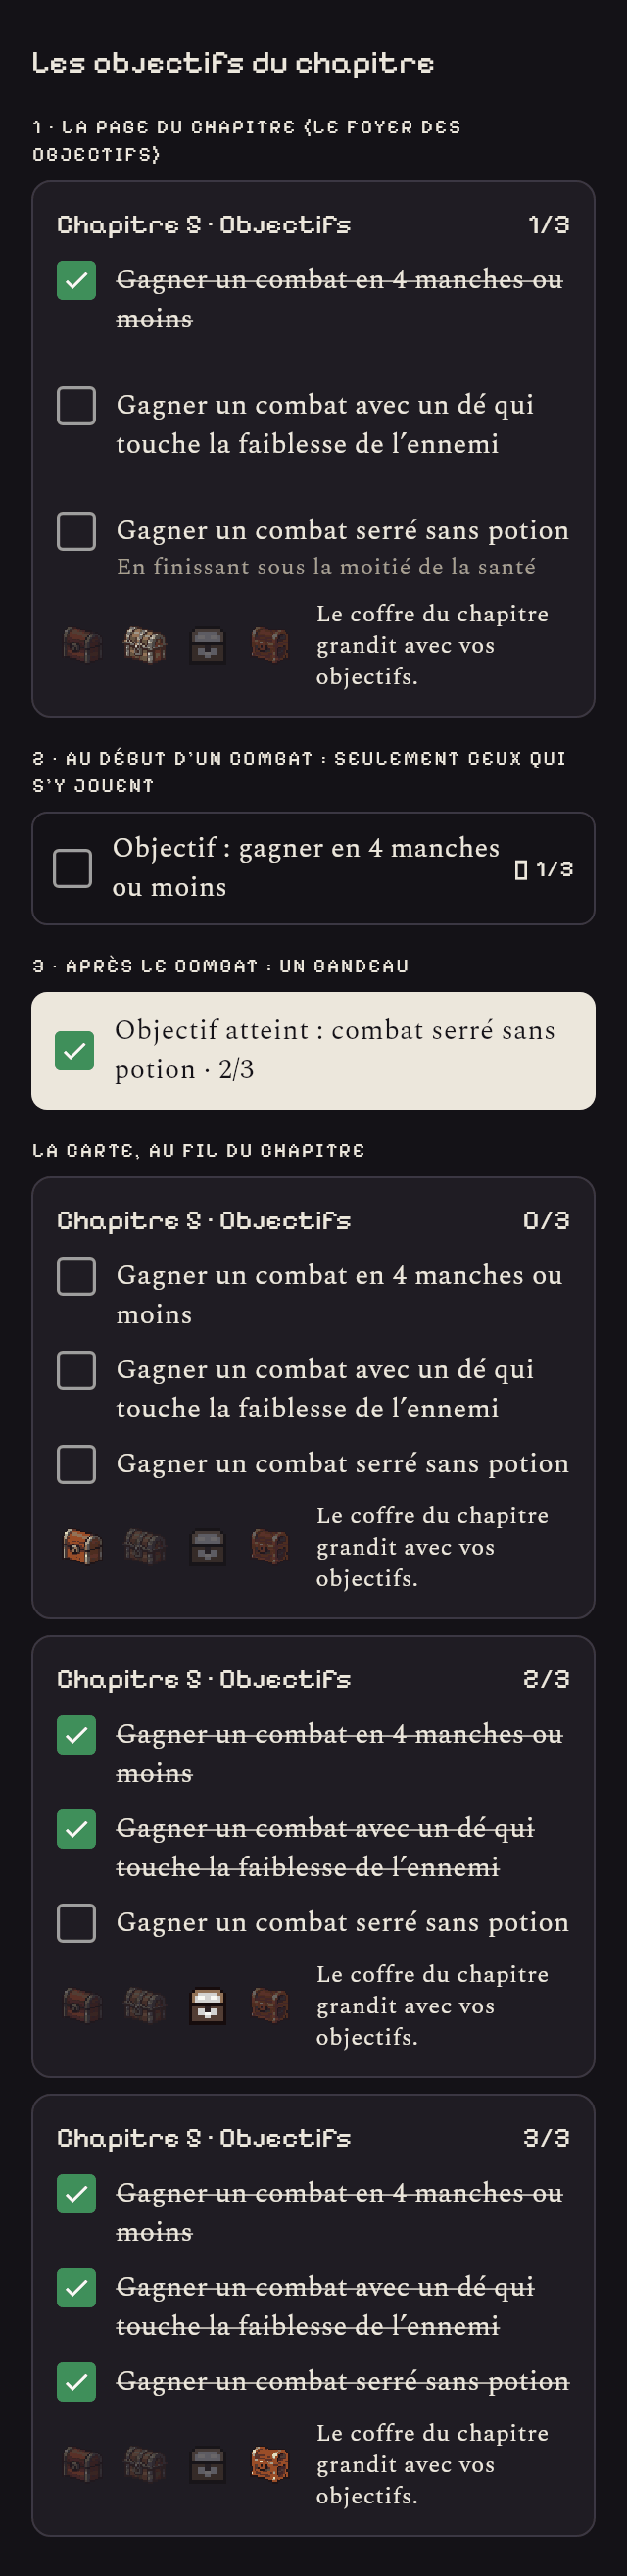 Les objectifs du chapitre
1 · LA PAGE DU CHAPITRE (LE FOYER DES
OBJECTIFS)
Chapitre 8 · Objectifs 1/3
Gagner un combat en 4 manches ou
moins
Gagner un combat avec un dé qui
touche la faiblesse de l'ennemi
Gagner un combat serré sans potion
En finissant sous la moitié de la santé
Le coffre du chapitre
grandit avec vos
objectifs.
2 · AU DÉBUT D'UN COMBAT : SEULEMENT CEUX QUI
S'Y JOUENT
Objectif : gagner en 4 manches
ou moins
▯ 1/3
3 · APRÈS LE COMBAT : UN BANDEAU
Objectif atteint : combat serré sans
potion · 2/3
LA CARTE, AU FIL DU CHAPITRE
Chapitre 8 · Objectifs 0/3
Gagner un combat en 4 manches ou
moins
Gagner un combat avec un dé qui
touche la faiblesse de l'ennemi
Gagner un combat serré sans potion
Le coffre du chapitre
grandit avec vos
objectifs.
Chapitre 8 · Objectifs 2/3
Gagner un combat en 4 manches ou
moins
Gagner un combat avec un dé qui
touche la faiblesse de l'ennemi
Gagner un combat serré sans potion
Le coffre du chapitre
grandit avec vos
objectifs.
Chapitre 8 · Objectifs 3/3
Gagner un combat en 4 manches ou
moins
Gagner un combat avec un dé qui
touche la faiblesse de l'ennemi
Gagner un combat serré sans potion
Le coffre du chapitre
grandit avec vos
objectifs.